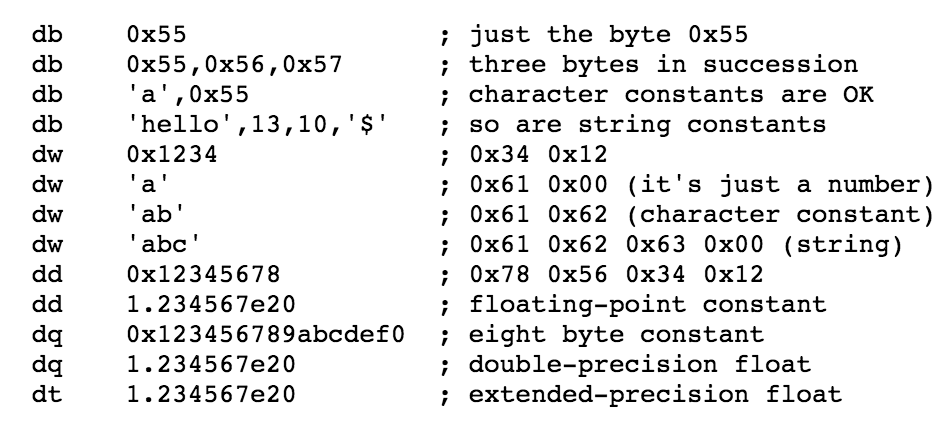 db    0x55                ; just the byte 0x55
db    0x55,0x56,0x57      ; three bytes in succession
db    'a',0x55            ; character constants are OK
db    'hello',13,10,'$'   ; so are string constants
dw    0x1234              ; 0x34 0x12
dw    'a'                 ; 0x61 0x00 (it's just a number)
dw    'ab'                ; 0x61 0x62 (character constant)
dw    'abc'               ; 0x61 0x62 0x63 0x00 (string)
dd    0x12345678          ; 0x78 0x56 0x34 0x12
dd    1.234567e20         ; floating-point constant
dq    0x123456789abcdef0  ; eight byte constant
dq    1.234567e20         ; double-precision float
dt    1.234567e20         ; extended-precision float